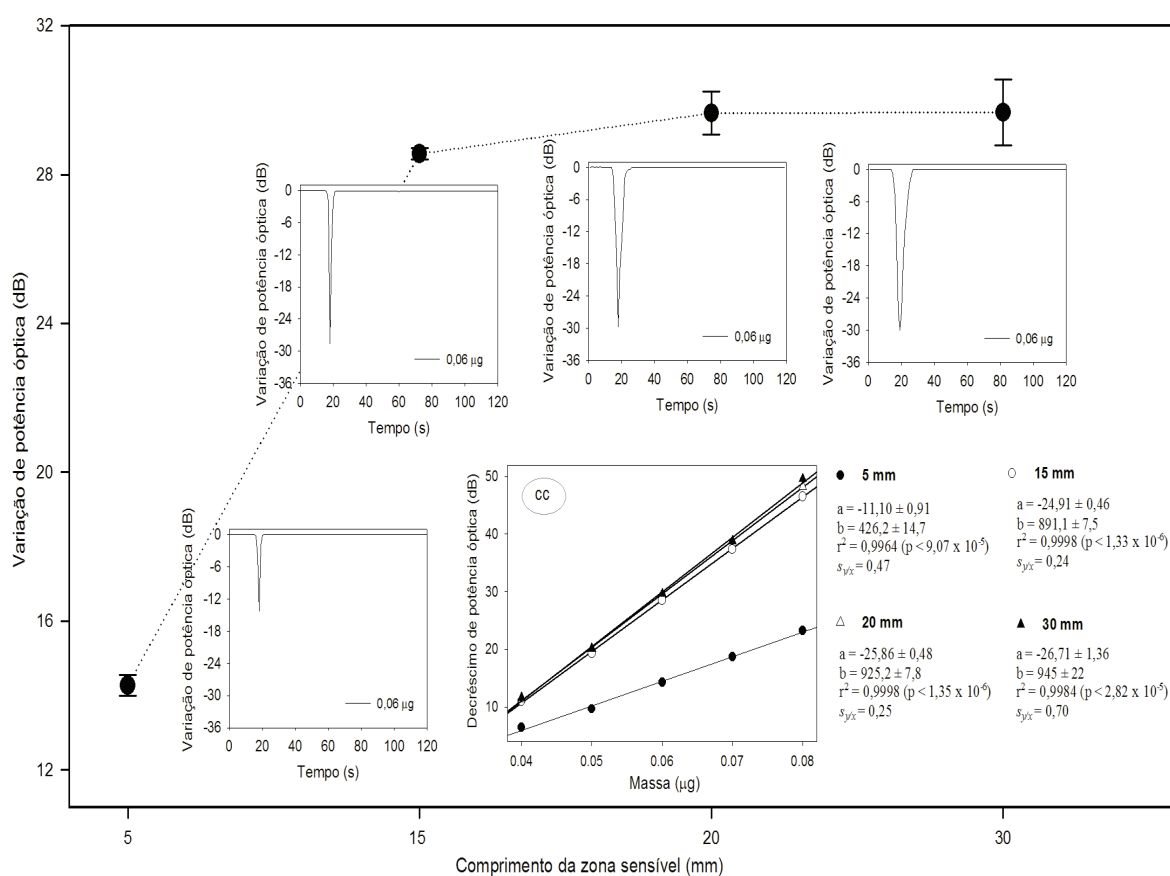 Variação de potência óptica (dB)
32
28
24
20
16
12
5
15
20
30
Comprimento da zona sensível (mm)
Variação de potência óptica (dB)
0
-6
-12
-18
-24
-30
-36
0 20 40 60 80 100 120
Tempo (s)
0,06 µg
Variação de potência óptica (dB)
0
-6
-12
-18
-24
-30
-36
0 20 40 60 80 100 120
Tempo (s)
0,06 µg
Variação de potência óptica (dB)
0
-6
-12
-18
-24
-30
-36
0 20 40 60 80 100 120
Tempo (s)
0,06 µg
Variação de potência óptica (dB)
0
-6
-12
-18
-24
-30
-36
0 20 40 60 80 100 120
Tempo (s)
0,06 µg
Decréscimo de potência óptica (dB)
50
40
30
20
10
CC
0.04 0.05 0.06 0.07 0.08
Massa (µg)
5 mm
a = -11,10 ± 0,91
b = 426,2 ± 14,7
r² = 0,9964 (p < 9,07 x 10⁻⁵)
s_y/x = 0,47
15 mm
a = -24,91 ± 0,46
b = 891,1 ± 7,5
r² = 0,9998 (p < 1,33 x 10⁻⁶)
s_y/x = 0,24
20 mm
a = -25,86 ± 0,48
b = 925,2 ± 7,8
r² = 0,9998 (p < 1,35 x 10⁻⁶)
s_y/x = 0,25
30 mm
a = -26,71 ± 1,36
b = 945 ± 22
r² = 0,9984 (p < 2,82 x 10⁻⁵)
s_y/x = 0,70